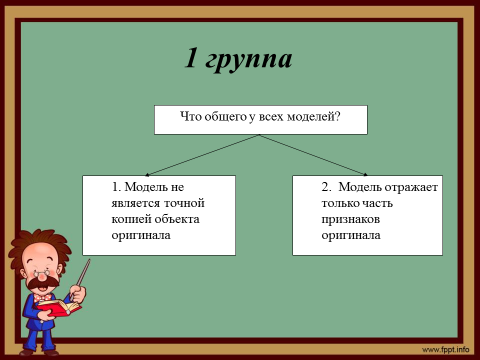 1 группа
Что общего у всех моделей?
1. Модель не
является точной
копией объекта
оригинала
2. Модель отражает
только часть
признаков
оригинала
www.fppt.info